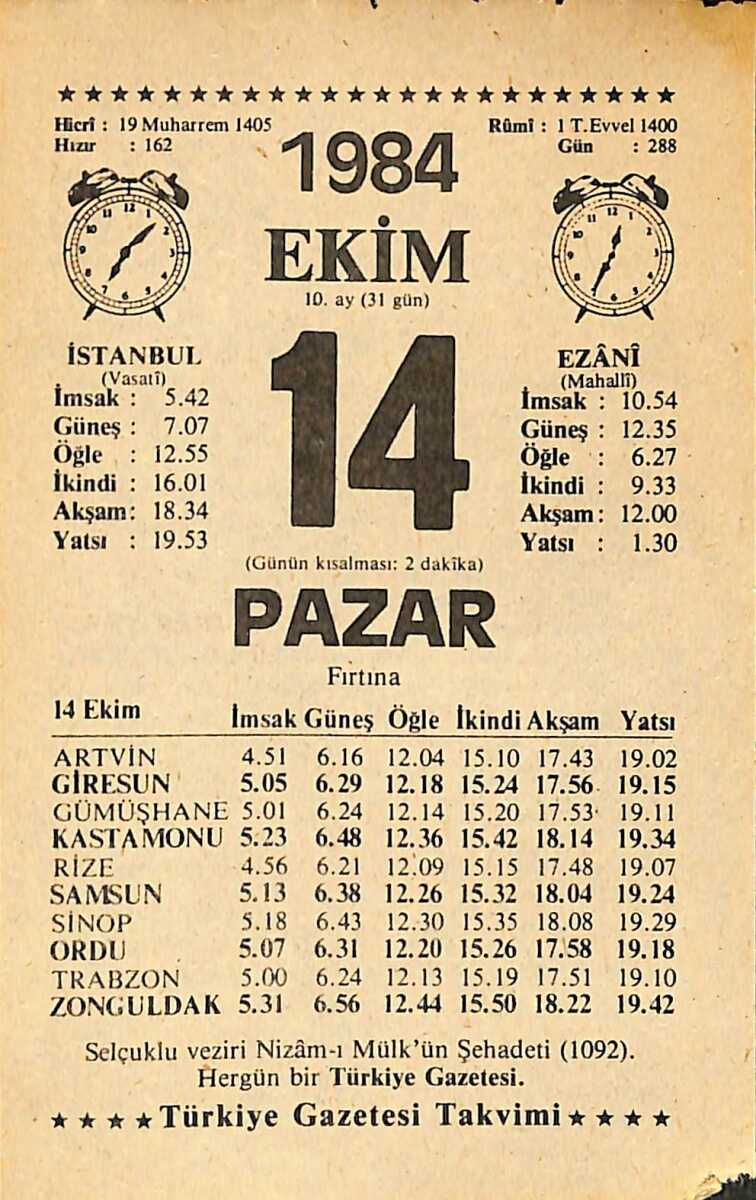 Hicrî : 19 Muharrem 1405
Hızır : 162
Rûmî : 1 T.Evvel 1400
Gün : 288
1984
EKİM
10. ay (31 gün)
14
İSTANBUL
(Vasatî)
İmsak : 5.42
Güneş : 7.07
Öğle : 12.55
İkindi : 16.01
Akşam: 18.34
Yatsı : 19.53
EZÂNÎ
(Mahallî)
İmsak : 10.54
Güneş : 12.35
Öğle : 6.27
İkindi : 9.33
Akşam: 12.00
Yatsı : 1.30
(Günün kısalması: 2 dakîka)
PAZAR
Fırtına
14 Ekim İmsak Güneş Öğle İkindi Akşam Yatsı
ARTVİN 4.51 6.16 12.04 15.10 17.43 19.02
GİRESUN 5.05 6.29 12.18 15.24 17.56 19.15
GÜMÜŞHANE 5.01 6.24 12.14 15.20 17.53 19.11
KASTAMONU 5.23 6.48 12.36 15.42 18.14 19.34
RİZE 4.56 6.21 12.09 15.15 17.48 19.07
SAMSUN 5.13 6.38 12.26 15.32 18.04 19.24
SİNOP 5.18 6.43 12.30 15.35 18.08 19.29
ORDU 5.07 6.31 12.20 15.26 17.58 19.18
TRABZON 5.00 6.24 12.13 15.19 17.51 19.10
ZONGULDAK 5.31 6.56 12.44 15.50 18.22 19.42
Selçuklu veziri Nizâm-ı Mülk'ün Şehadeti (1092).
Hergün bir Türkiye Gazetesi.
★ ★ ★ ★ Türkiye Gazetesi Takvimi ★ ★ ★ ★